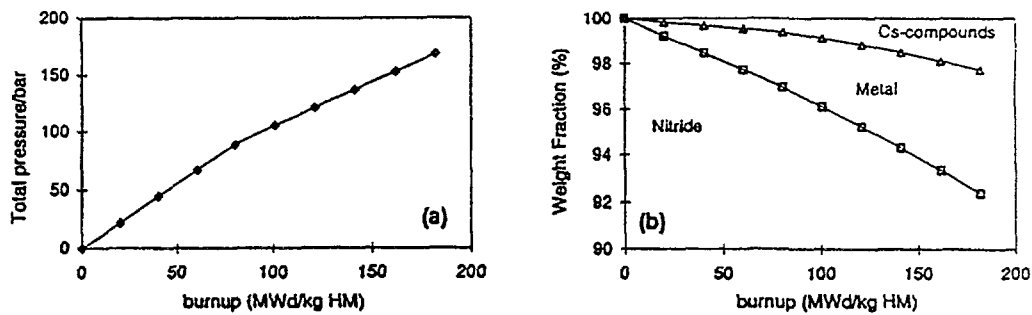 200
150
100
50
0
Total pressure/bar
(a)
0
50
100
150
200
burnup (MWd/kg HM)
100
98
96
94
92
90
Weight Fraction (%)
Cs-compounds
Metal
Nitride
(b)
0
50
100
150
200
burnup (MWd/kg HM)